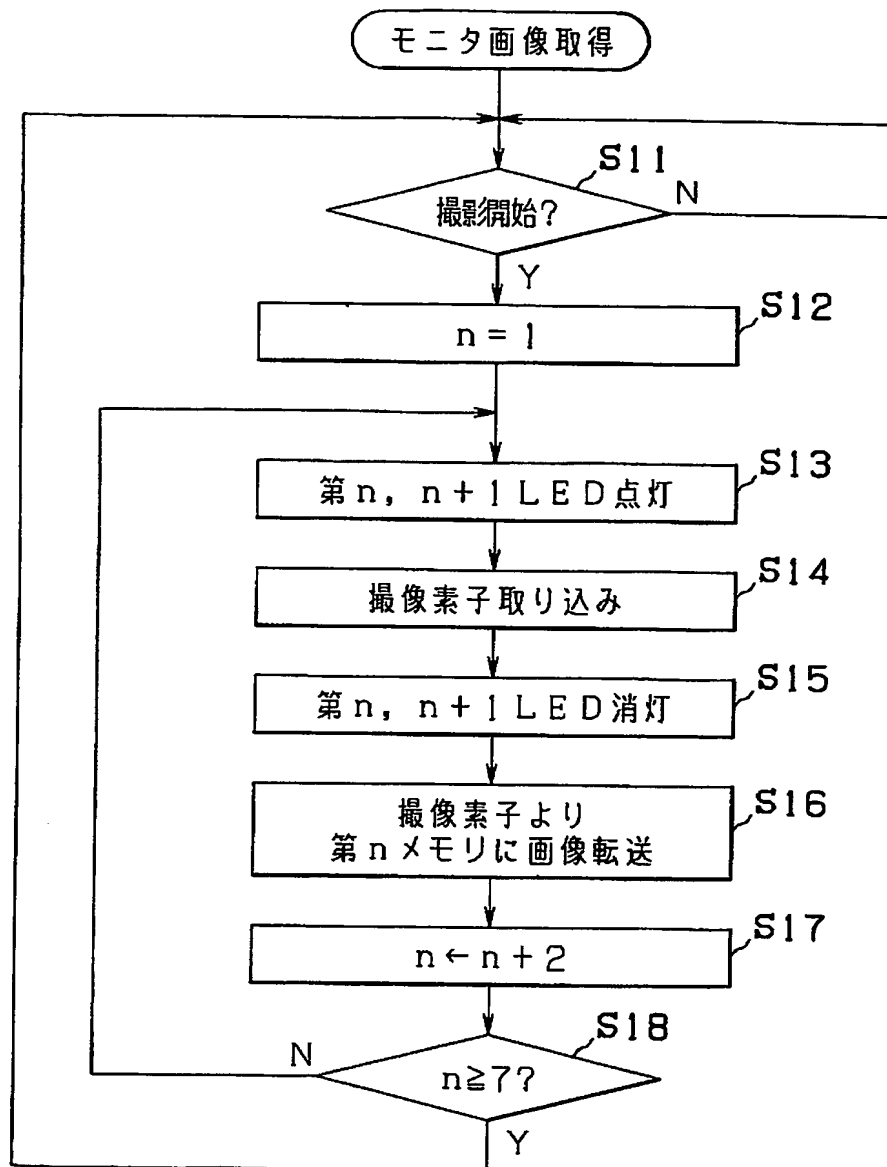 モニタ画像取得
S11
撮影開始?
N
Y
S12
n=1
S13
第n,n+1LED点灯
S14
撮像素子取り込み
S15
第n,n+1LED消灯
S16
撮像素子より
第nメモリに画像転送
S17
n←n+2
S18
N
n≧7?
Y